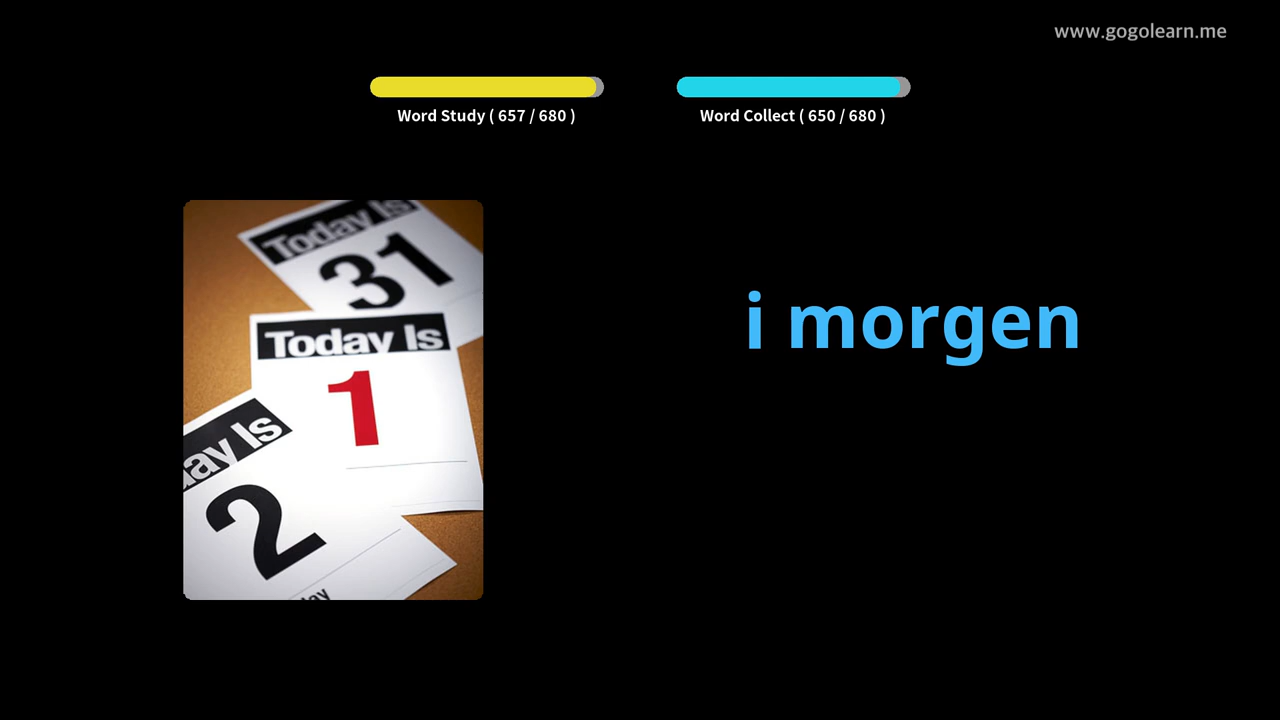 www.gogolearn.me
Word Study ( 657 / 680 )
Word Collect ( 650 / 680 )
Today Is
31
Today Is
1
i morgen
ay Is
2
ay